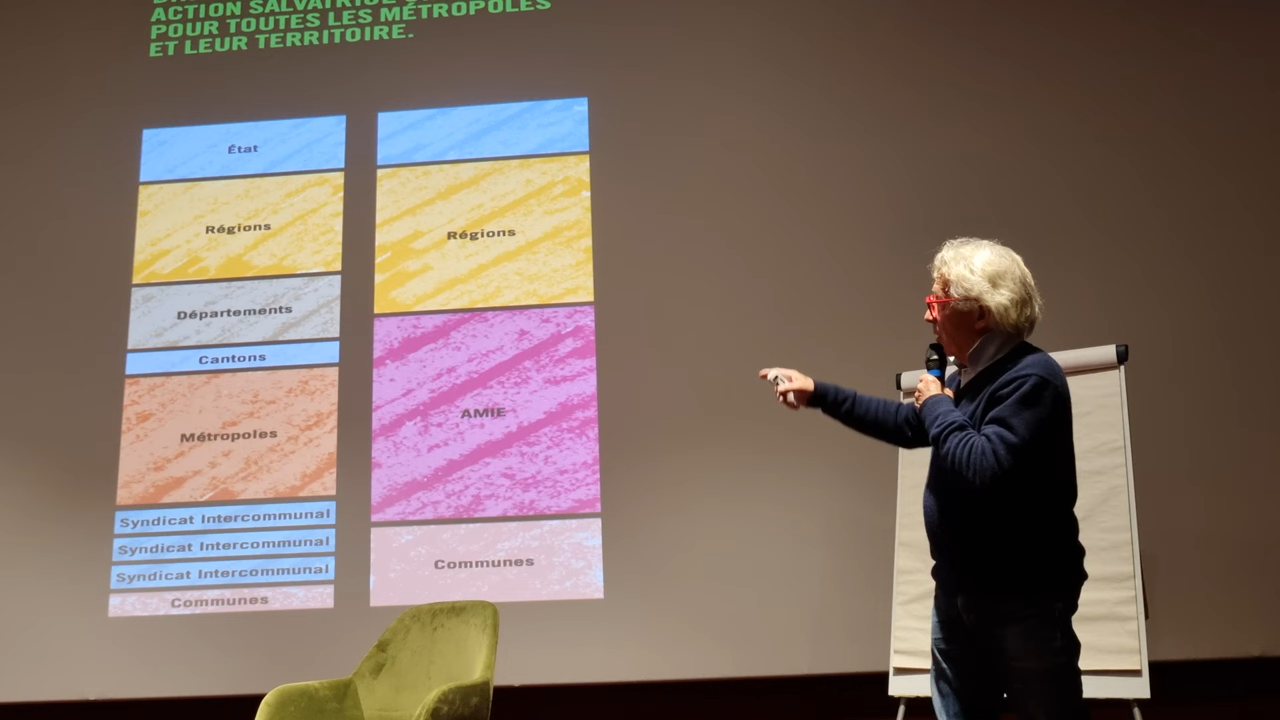 ACTION SALVATRICE
POUR TOUTES LES MÉTROPOLES
ET LEUR TERRITOIRE.
État
Régions
Départements
Cantons
Métropoles
Syndicat Intercommunal
Syndicat Intercommunal
Syndicat Intercommunal
Communes
Régions
AMIE
Communes